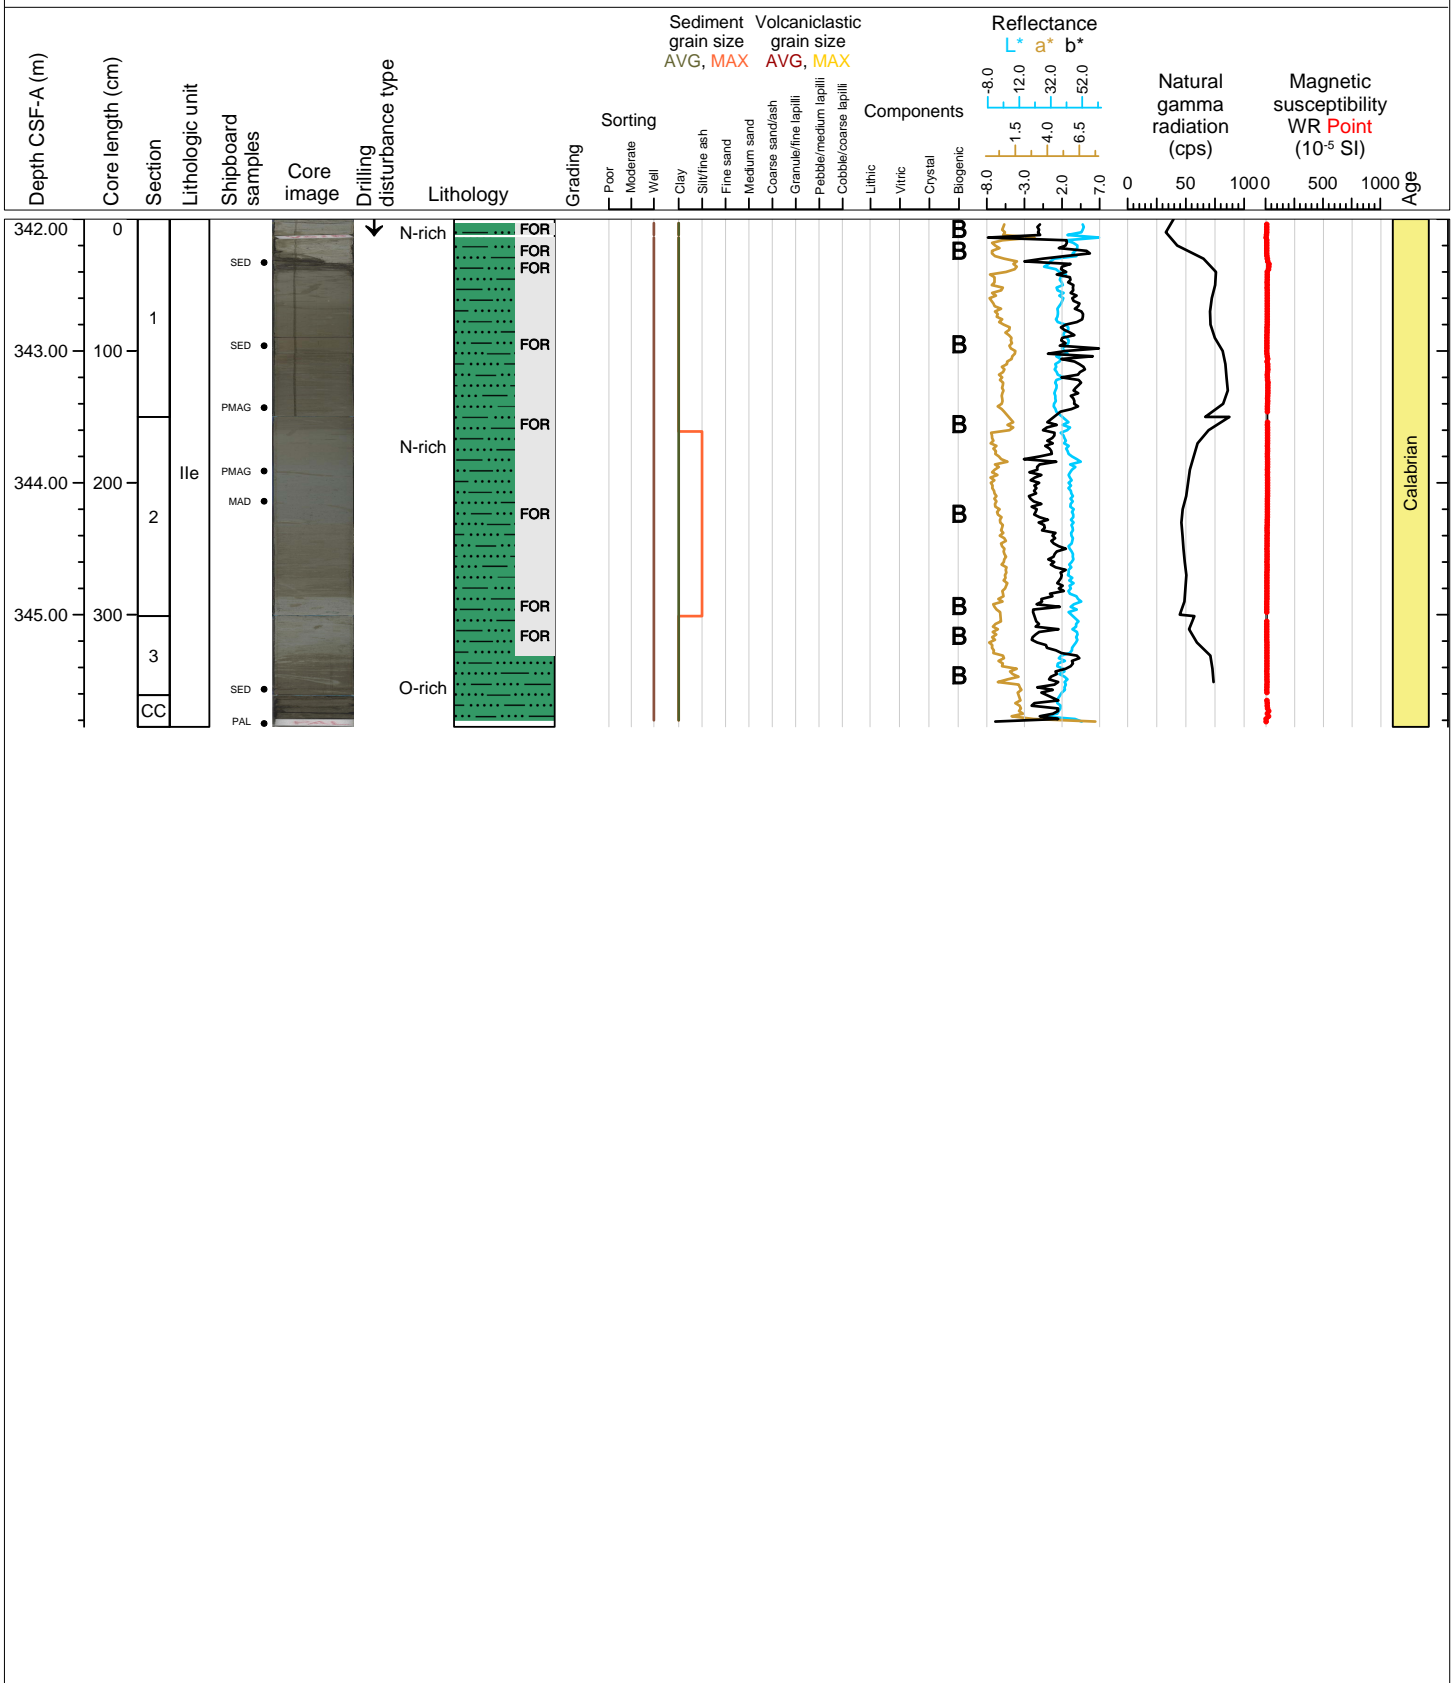 Depth CSF-A (m)
Core length (cm)
Section
Lithologic unit
Shipboard
samples
Core
image
Drilling
disturbance type
Lithology
Grading
Sorting
Poor
Moderate
Well
Sediment
grain size
AVG, MAX
Volcaniclastic
grain size
AVG, MAX
Clay
Silt/fine ash
Fine sand
Medium sand
Coarse sand/ash
Granule/fine lapilli
Pebble/medium lapilli
Cobble/coarse lapilli
Components
Lithic
Vitric
Crystal
Biogenic
Reflectance
L* a* b*
-8.0 12.0 32.0 52.0
1.5 4.0 6.5
-8.0 -3.0 2.0 7.0
Natural
gamma
radiation
(cps)
0 50 100
Magnetic
susceptibility
WR Point
(10-5 SI)
0 500 1000
Age
342.00 0
343.00 100
344.00 200
345.00 300
1
2
3
CC
IIe
SED
SED
PMAG
PMAG
MAD
SED
PAL
N-rich
N-rich
O-rich
FOR
FOR
FOR
FOR
FOR
FOR
FOR
FOR
B
B
B
B
B
B
B
B
Calabrian